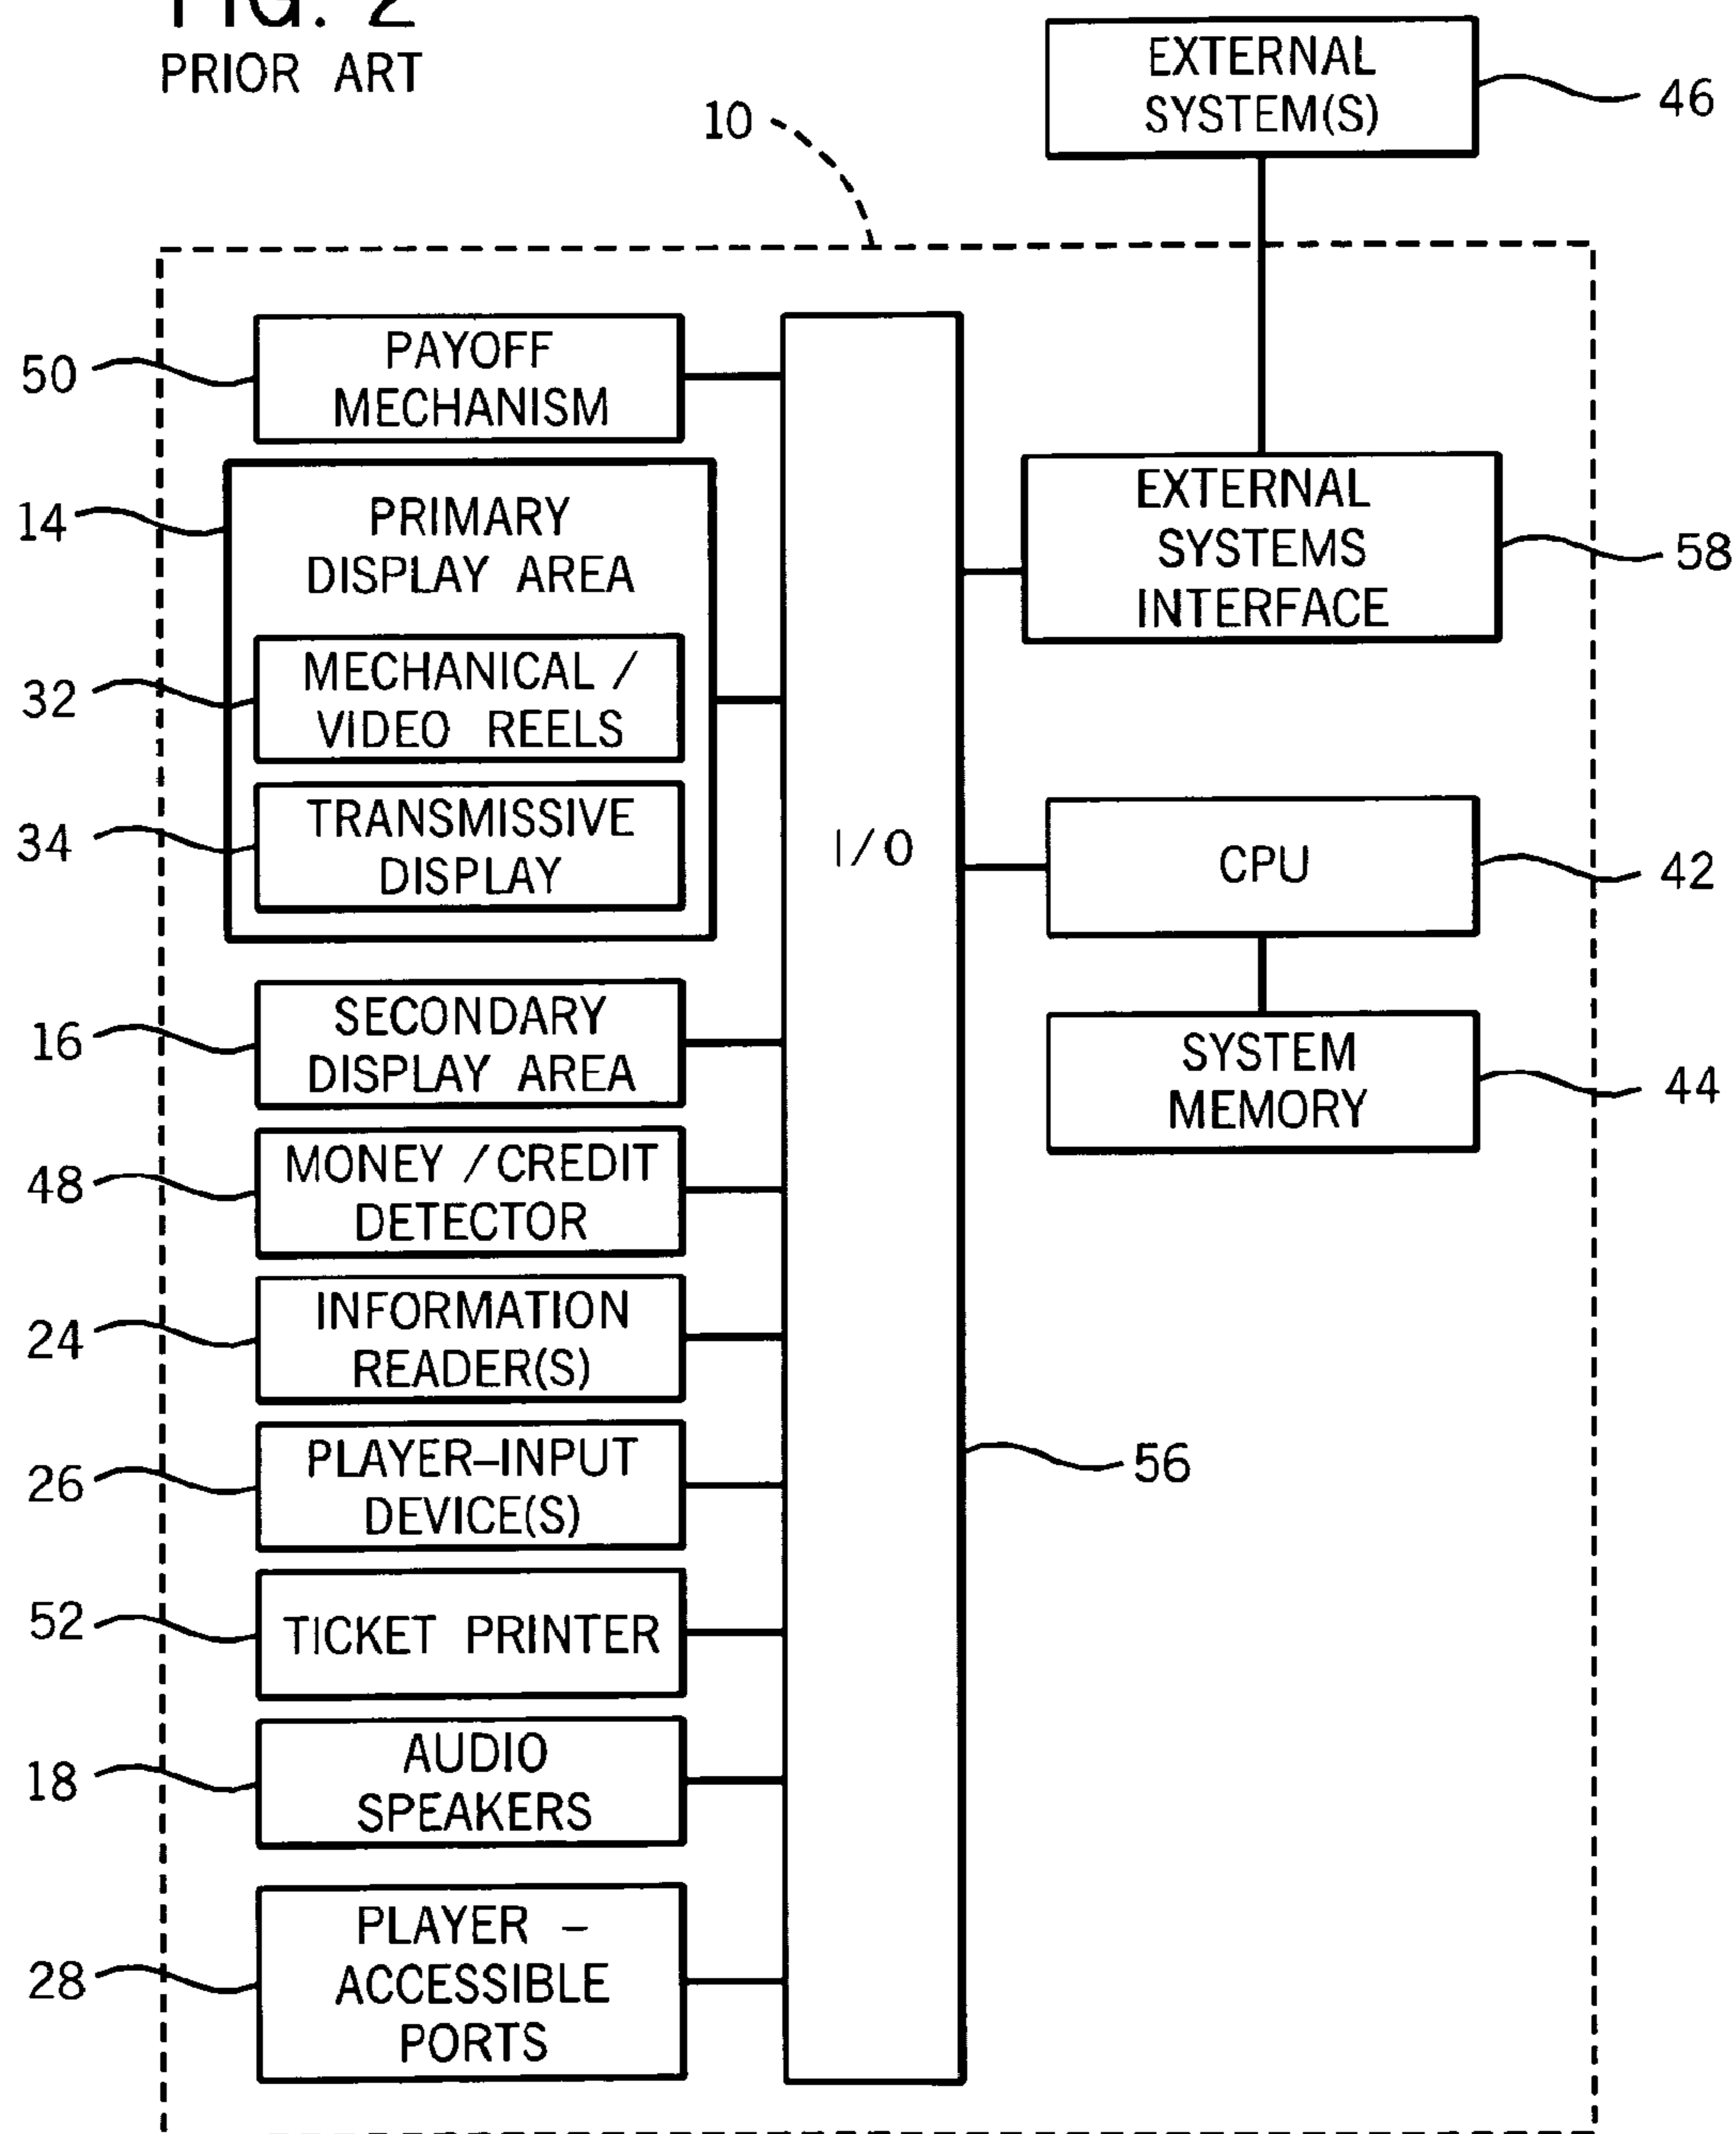 FIG. 2
PRIOR ART
EXTERNAL
SYSTEM(S)
46
10
50
PAYOFF
MECHANISM
14
PRIMARY
DISPLAY AREA
32
MECHANICAL /
VIDEO REELS
34
TRANSMISSIVE
DISPLAY
16
SECONDARY
DISPLAY AREA
48
MONEY / CREDIT
DETECTOR
24
INFORMATION
READER(S)
26
PLAYER–INPUT
DEVICE(S)
52
TICKET PRINTER
18
AUDIO
SPEAKERS
28
PLAYER –
ACCESSIBLE
PORTS
I/O
56
EXTERNAL
SYSTEMS
INTERFACE
58
CPU
42
SYSTEM
MEMORY
44